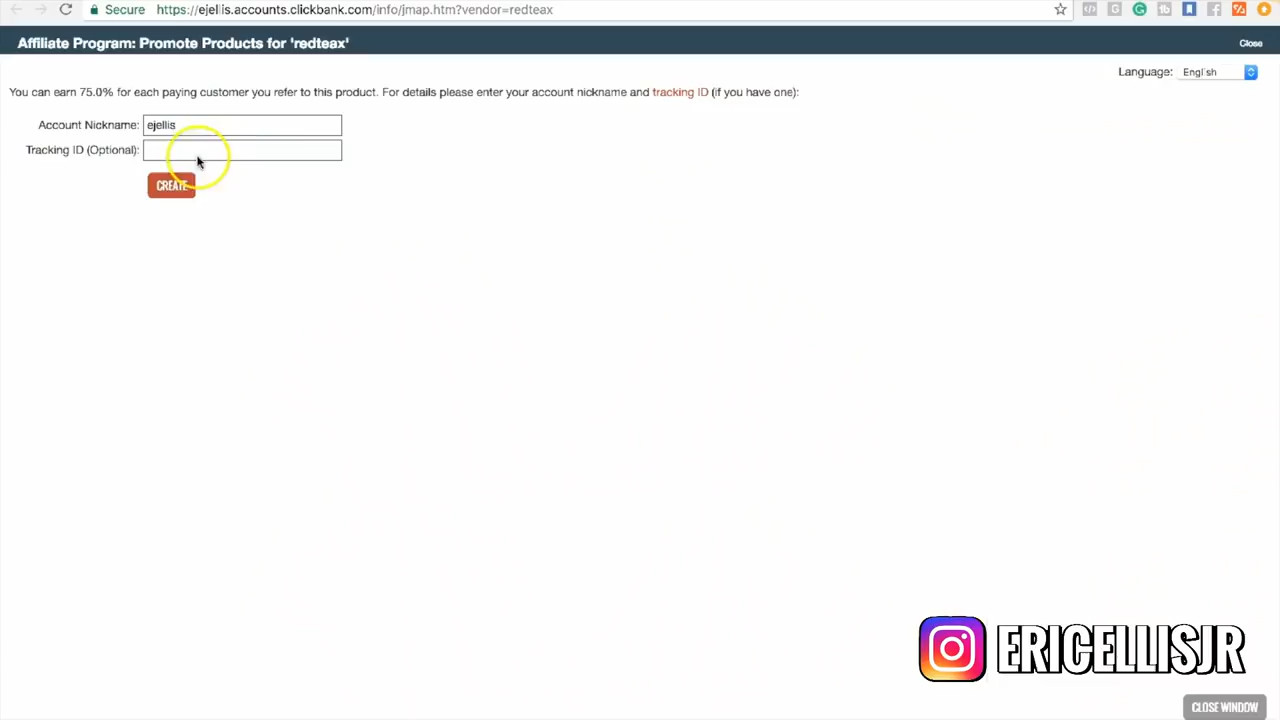 Secure https://ejellis.accounts.clickbank.com/info/jmap.htm?vendor=redteax
Affiliate Program: Promote Products for 'redteax'
Close
Language: English
You can earn 75.0% for each paying customer you refer to this product. For details please enter your account nickname and tracking ID (if you have one):
Account Nickname: ejellis
Tracking ID (Optional):
CREATE
ERICELLISJR
CLOSE WINDOW